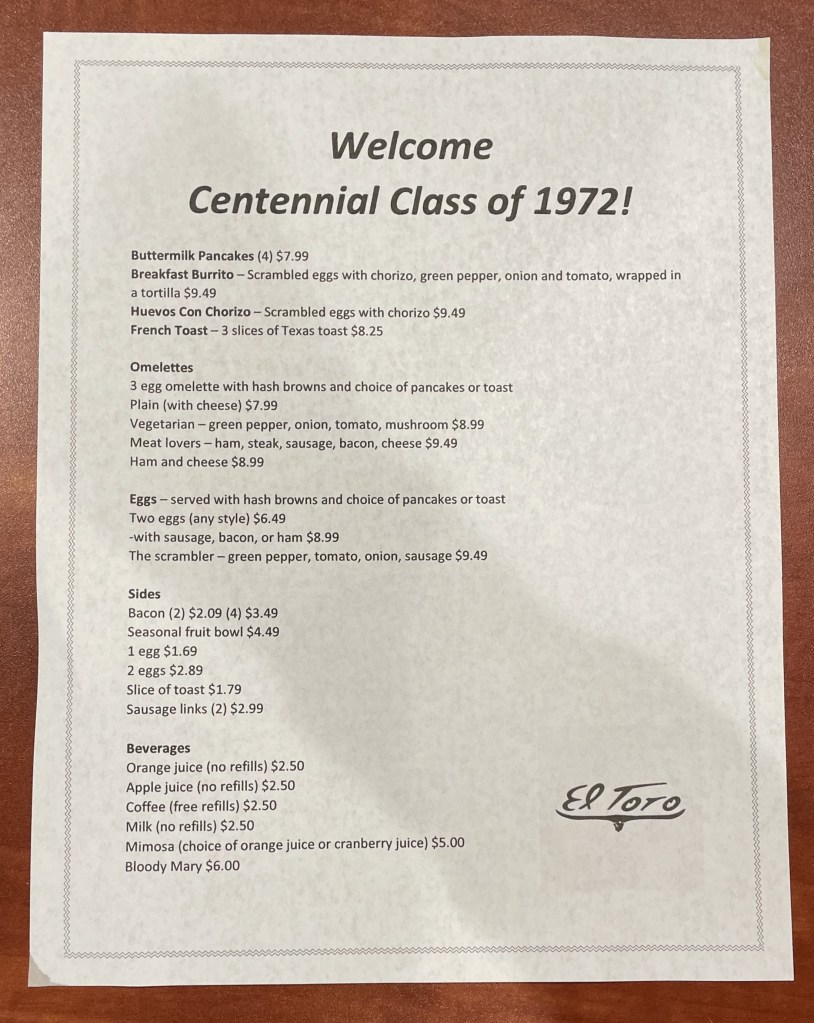 Welcome
Centennial Class of 1972!
Buttermilk Pancakes (4) $7.99
Breakfast Burrito – Scrambled eggs with chorizo, green pepper, onion and tomato, wrapped in
a tortilla $9.49
Huevos Con Chorizo – Scrambled eggs with chorizo $9.49
French Toast – 3 slices of Texas toast $8.25
Omelettes
3 egg omelette with hash browns and choice of pancakes or toast
Plain (with cheese) $7.99
Vegetarian – green pepper, onion, tomato, mushroom $8.99
Meat lovers – ham, steak, sausage, bacon, cheese $9.49
Ham and cheese $8.99
Eggs – served with hash browns and choice of pancakes or toast
Two eggs (any style) $6.49
-with sausage, bacon, or ham $8.99
The scrambler – green pepper, tomato, onion, sausage $9.49
Sides
Bacon (2) $2.09 (4) $3.49
Seasonal fruit bowl $4.49
1 egg $1.69
2 eggs $2.89
Slice of toast $1.79
Sausage links (2) $2.99
Beverages
Orange juice (no refills) $2.50
Apple juice (no refills) $2.50
Coffee (free refills) $2.50
Milk (no refills) $2.50
Mimosa (choice of orange juice or cranberry juice) $5.00
Bloody Mary $6.00
El Toro